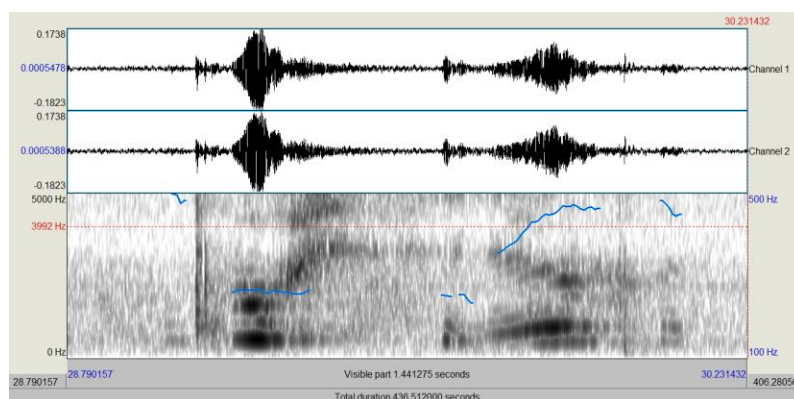 30.231432
0.1738
0.0005478
Channel 1
-0.1823
0.1738
0.0005388
Channel 2
-0.1823
5000 Hz
500 Hz
3992 Hz
0 Hz
100 Hz
28.790157
Visible part 1.441275 seconds
30.231432
28.790157
406.28056
Total duration 436.512000 seconds